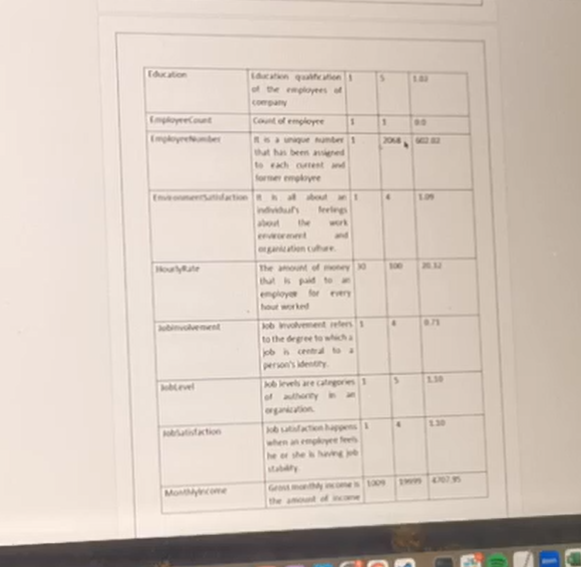 Education Education qualification 1 5 1.02
of the employees of
company
EmployeeCount Count of employee 1 1 0.0
EmployeeNumber It is a unique number 1 2068 602.02
that has been assigned
to each current and
former employee
EnvironmentSatisfaction It is all about an 1 4 1.09
individual's feelings
about the work
environment and
organization culture.
HourlyRate The amount of money 30 100 20.32
that is paid to an
employee for every
hour worked
JobInvolvement Job involvement refers 1 4 0.71
to the degree to which a
job is central to a
person's identity.
JobLevel Job levels are categories 1 5 1.10
of authority in an
organization.
JobSatisfaction Job satisfaction happens 1 4 1.10
when an employee feels
he or she is having job
stability
MonthlyIncome Gross monthly income is 1009 19999 4707.95
the amount of income